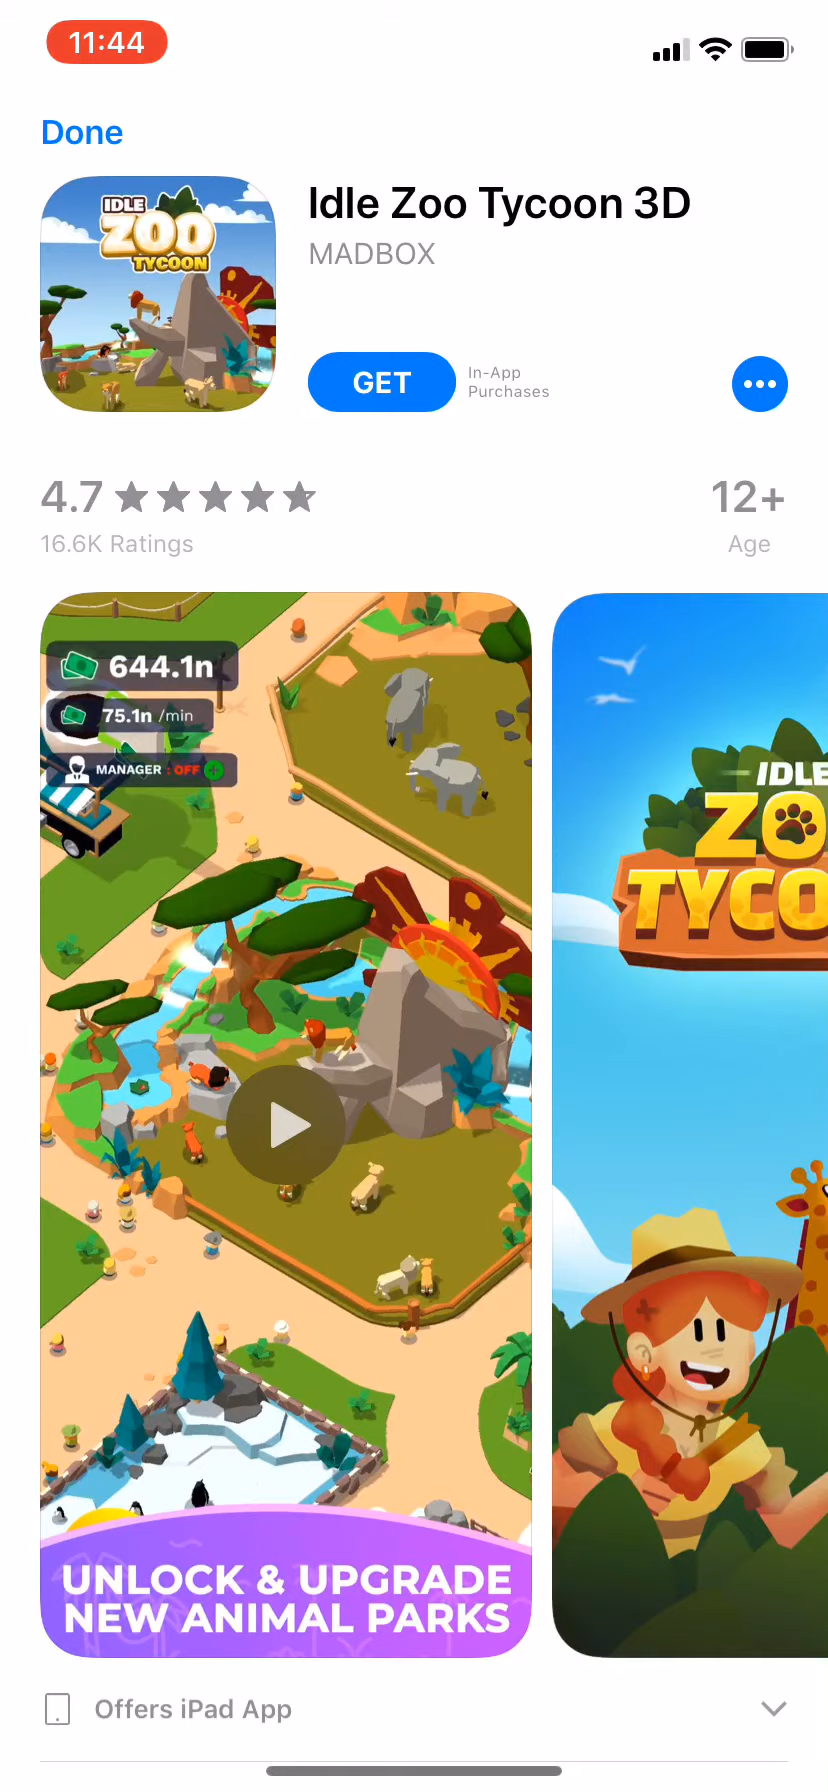 11:44
Done
IDLE
ZOO
TYCOON
Idle Zoo Tycoon 3D
MADBOX
GET
In-App
Purchases
4.7
16.6K Ratings
12+
Age
644.1n
75.1n /min
MANAGER : OFF
UNLOCK & UPGRADE
NEW ANIMAL PARKS
IDLE
ZO
TYCO
Offers iPad App